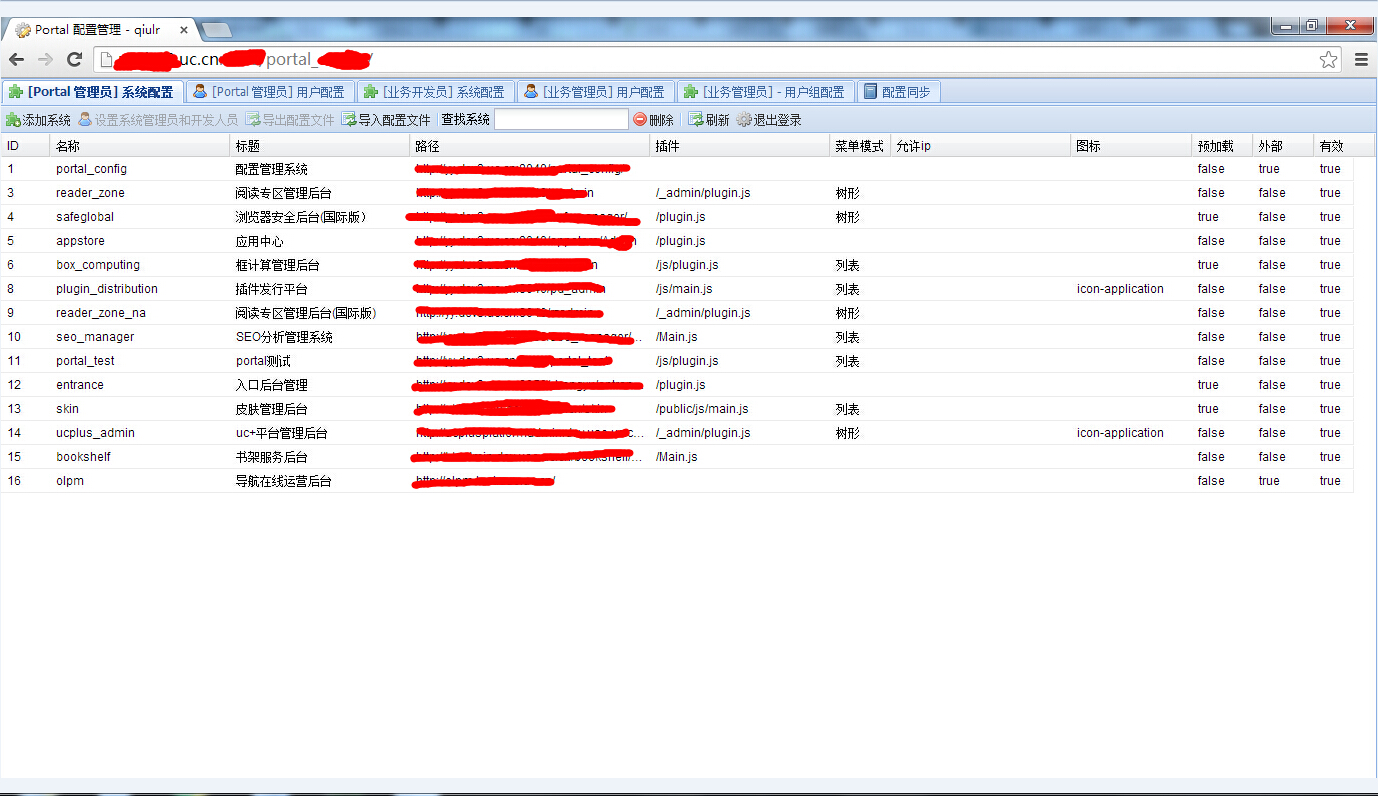 Portal 配置管理 - qiulr
uc.cn /portal_
[Portal 管理员] 系统配置 [Portal 管理员] 用户配置 [业务开发员] 系统配置 [业务管理员] 用户配置 [业务管理员] - 用户组配置 配置同步
添加系统 设置系统管理员和开发人员 导出配置文件 导入配置文件 查找系统 删除 刷新 退出登录
ID 名称 标题 路径 插件 菜单模式 允许ip 图标 预加载 外部 有效
1 portal_config 配置管理系统 false true true
3 reader_zone 阅读专区管理后台 /_admin/plugin.js 树形 false false true
4 safeglobal 浏览器安全后台(国际版） /plugin.js 树形 true false true
5 appstore 应用中心 /plugin.js false false true
6 box_computing 框计算管理后台 /js/plugin.js 列表 true false true
8 plugin_distribution 插件发行平台 /js/main.js 列表 icon-application false false true
9 reader_zone_na 阅读专区管理后台(国际版) /_admin/plugin.js 树形 false false true
10 seo_manager SEO分析管理系统 /Main.js 列表 false false true
11 portal_test portal测试 /js/plugin.js 列表 false false true
12 entrance 入口后台管理 /plugin.js true false true
13 skin 皮肤管理后台 /public/js/main.js 列表 true false true
14 ucplus_admin uc+平台管理后台 /_admin/plugin.js 树形 icon-application false false true
15 bookshelf 书架服务后台 /Main.js false false true
16 olpm 导航在线运营后台 false true true